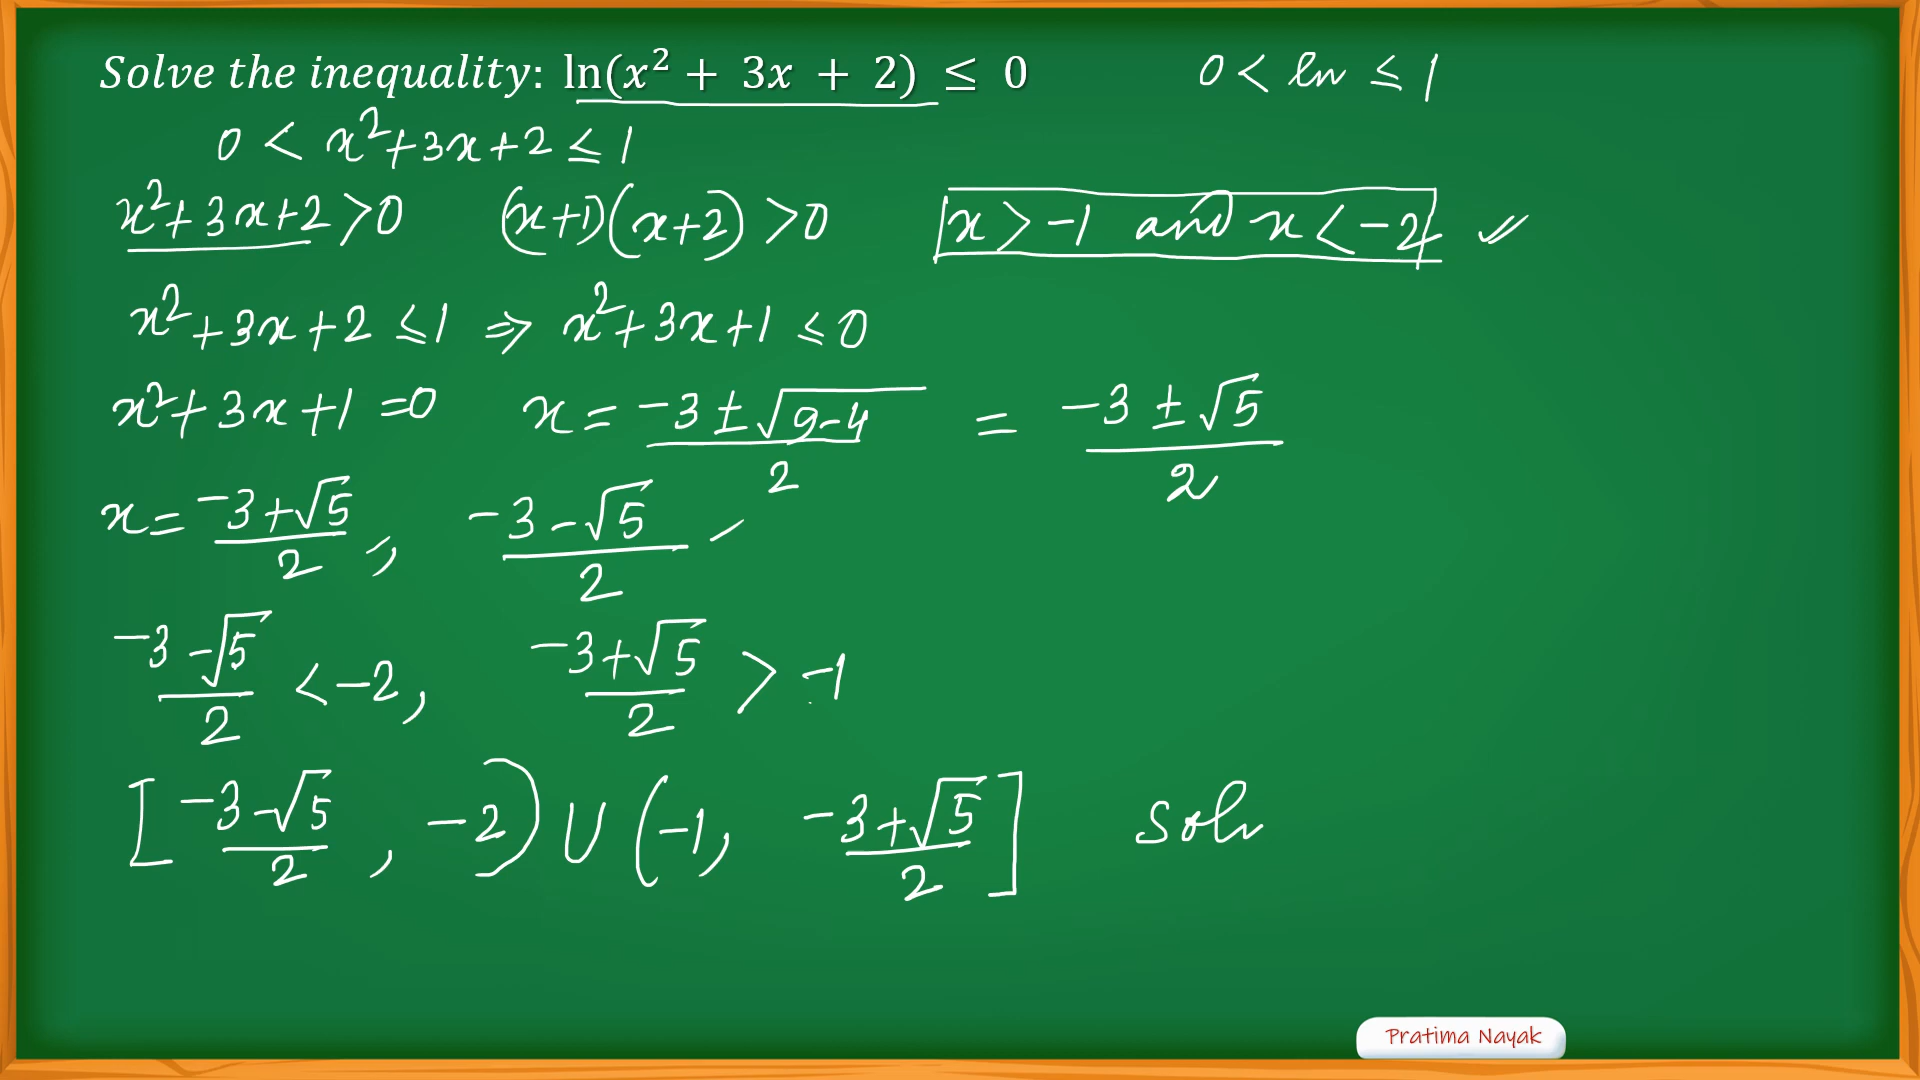 Solve the inequality: ln(x² + 3x + 2) ≤ 0
0 < ln ≤ 1
0 < x²+3x+2 ≤ 1
x²+3x+2>0 (x+1)(x+2) >0 x > -1 and x < -2 ✓
x²+3x+2 ≤1 ⇒ x²+3x+1 ≤0
x²+3x+1 =0 x = (-3 ± √(9-4))/2 = (-3 ± √5)/2
x = (-3+√5)/2, (-3-√5)/2
(-3-√5)/2 < -2, (-3+√5)/2 > -1
[(-3-√5)/2, -2) ∪ (-1, (-3+√5)/2] Soln
Pratima Nayak